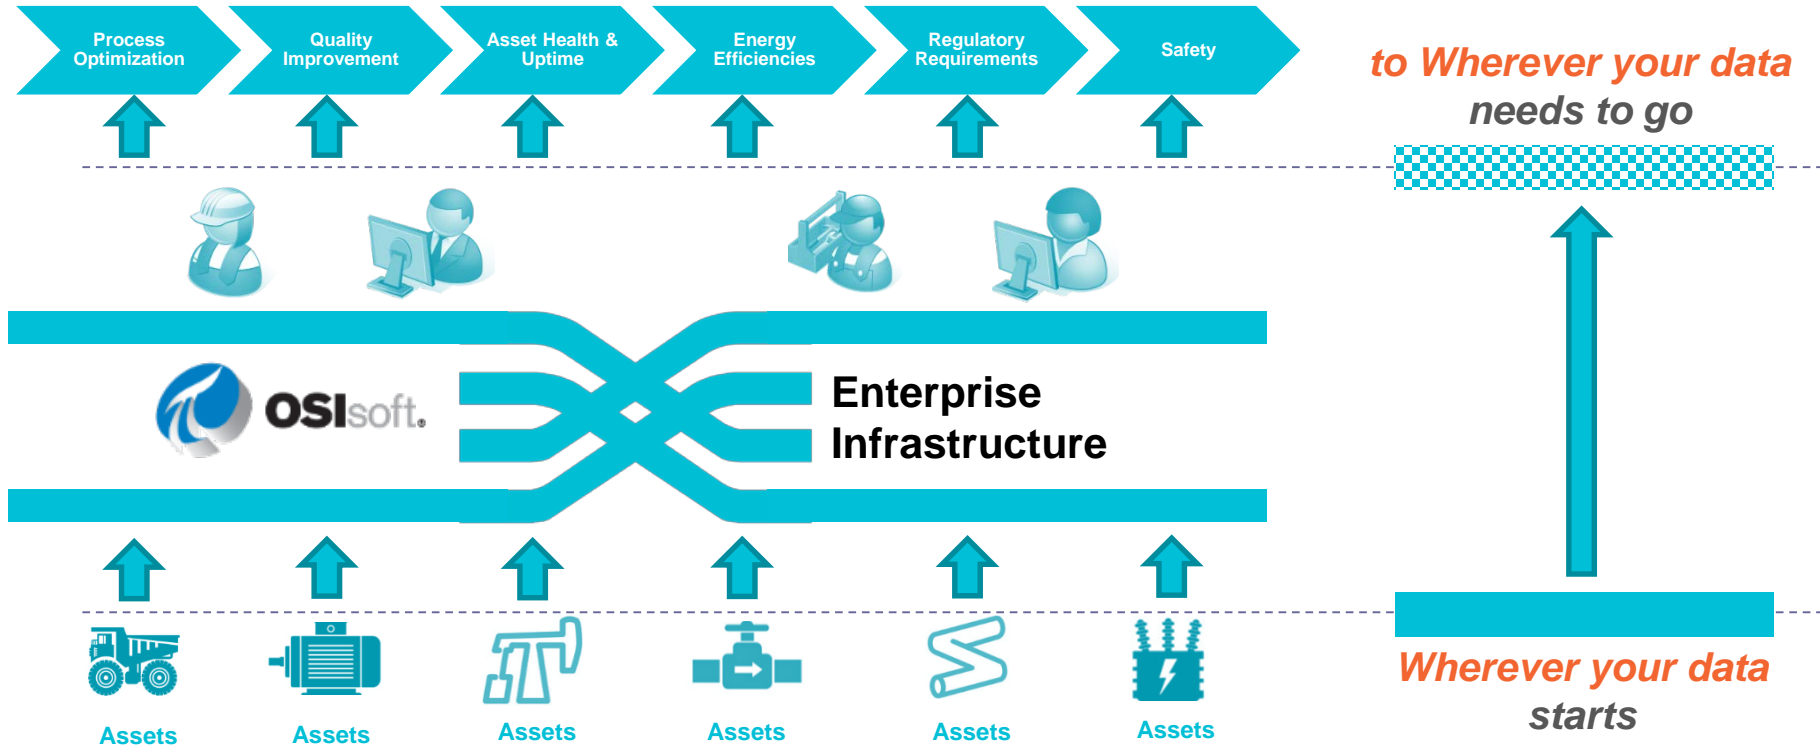 Process
Optimization
Quality
Improvement
Asset Health &
Uptime
Energy
Efficiencies
Regulatory
Requirements
Safety
to Wherever your data
needs to go
OSIsoft.
Enterprise
Infrastructure
Wherever your data
starts
Assets
Assets
Assets
Assets
Assets
Assets